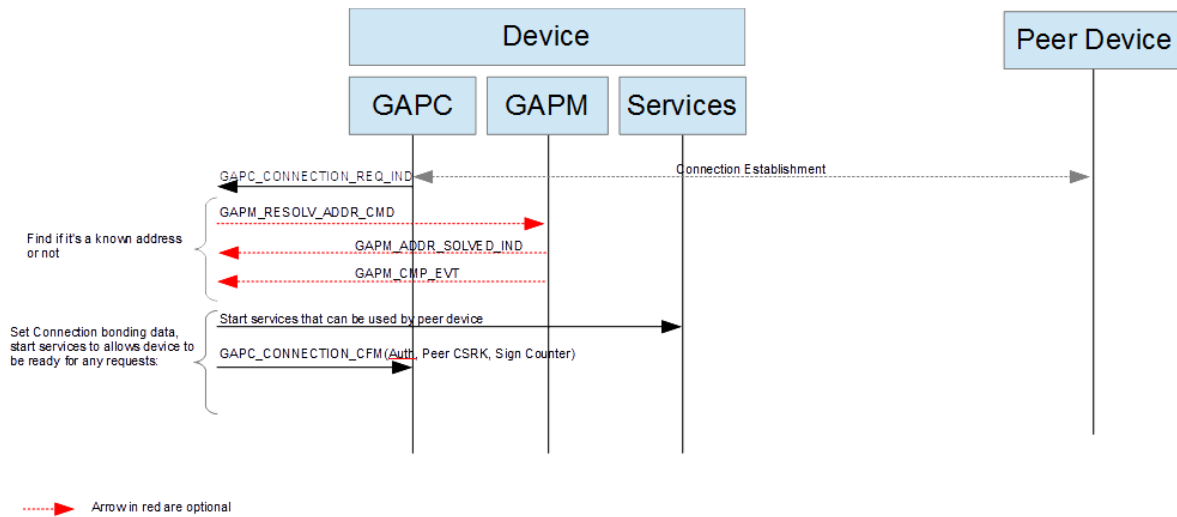 Device
Peer Device
GAPC
GAPM
Services
Connection Establishment
GAPC_CONNECTION_REQ_IND
GAPM_RESOLV_ADDR_CMD
Find if it's a known address
or not
GAPM_ADDR_SOLVED_IND
GAPM_CMP_EVT
Start services that can be used by peer device
Set Connection bonding data,
start services to allows device to
be ready for any requests:
GAPC_CONNECTION_CFM(Auth, Peer CSRK, Sign Counter)
Arrow in red are optional